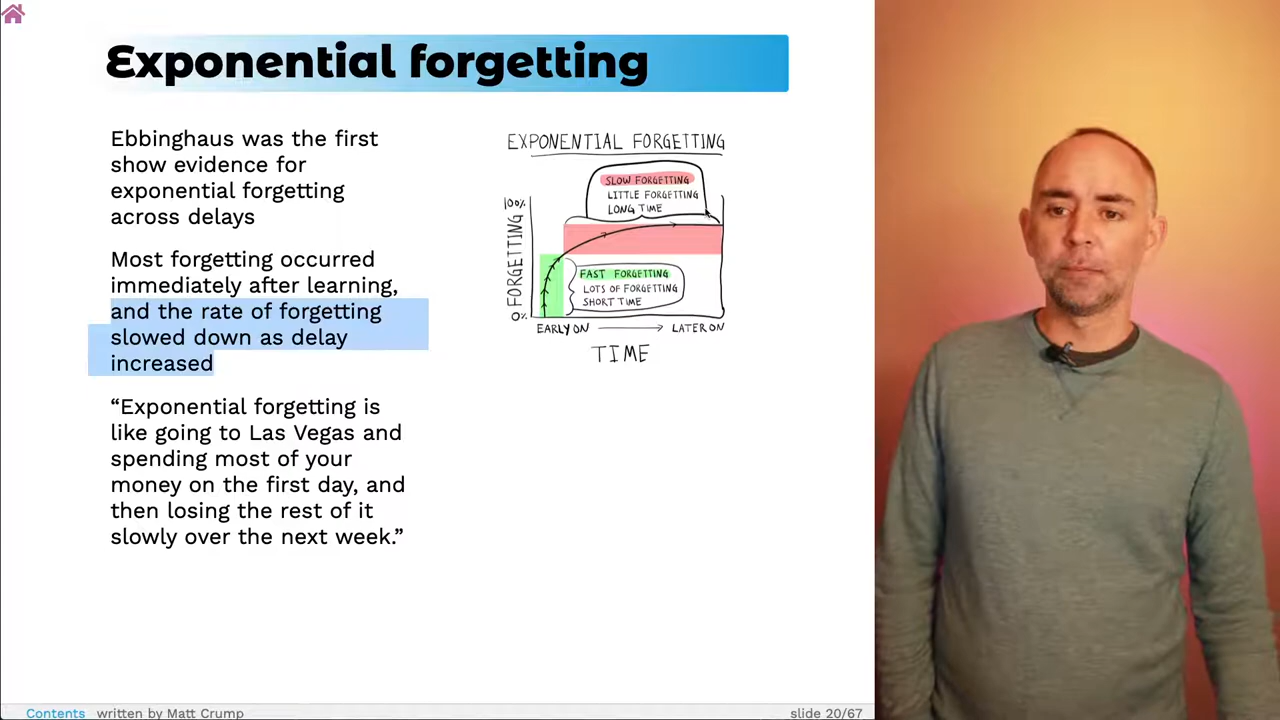 Exponential forgetting
Ebbinghaus was the first
show evidence for
exponential forgetting
across delays
Most forgetting occurred
immediately after learning,
and the rate of forgetting
slowed down as delay
increased
“Exponential forgetting is
like going to Las Vegas and
spending most of your
money on the first day, and
then losing the rest of it
slowly over the next week.”
EXPONENTIAL FORGETTING
SLOW FORGETTING
LITTLE FORGETTING
LONG TIME
100%
FORGETTING
FAST FORGETTING
LOTS OF FORGETTING
SHORT TIME
0%
EARLY ON
LATER ON
TIME
Contents written by Matt Crump
slide 20/67